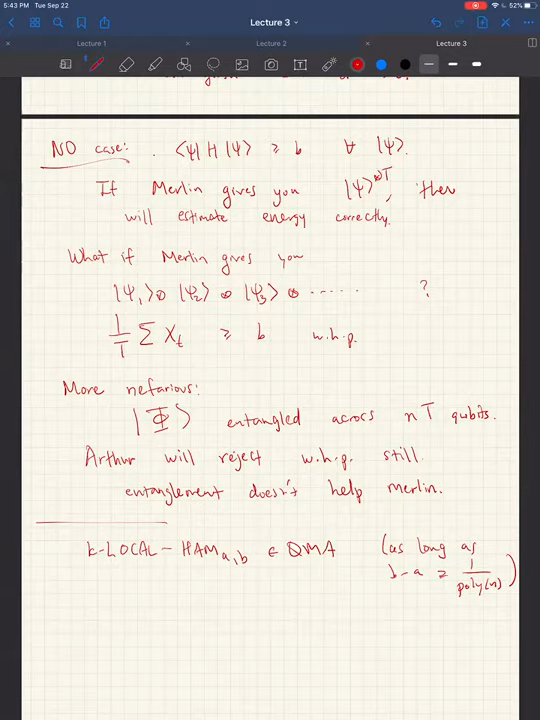 5:43 PM Tue Sep 22
52%
Lecture 3
Lecture 1
Lecture 2
Lecture 3
NO case: . ⟨ψ| H |ψ⟩ ≥ b ∀ |ψ⟩.
If Merlin gives you |ψ⟩^{⊗T}, then
will estimate energy correctly.
What if Merlin gives you
|ψ₁⟩ ⊗ |ψ₂⟩ ⊗ |ψ₃⟩ ⊗ ...... ?
1/T Σ X_t ≥ b w.h.p.
More nefarious:
|Φ⟩ entangled across nT qubits.
Arthur will reject w.h.p. still.
entanglement doesn't help merlin.
k-LOCAL-HAM_{a,b} ∈ QMA (as long as
b-a ≥ 1/poly(n))